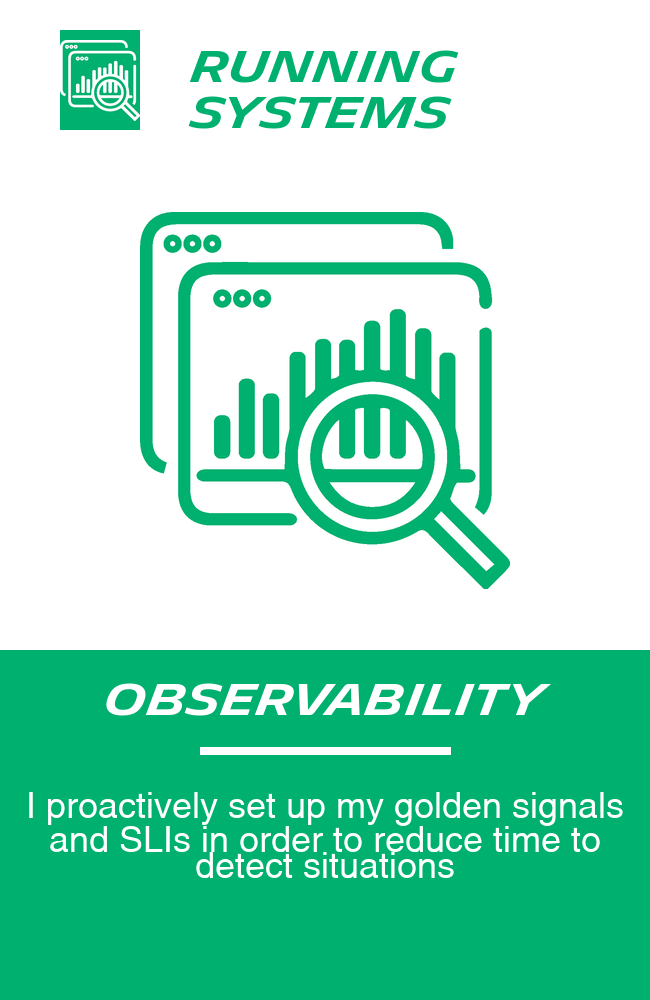 RUNNING
SYSTEMS
OBSERVABILITY
I proactively set up my golden signals
and SLIs in order to reduce time to
detect situations